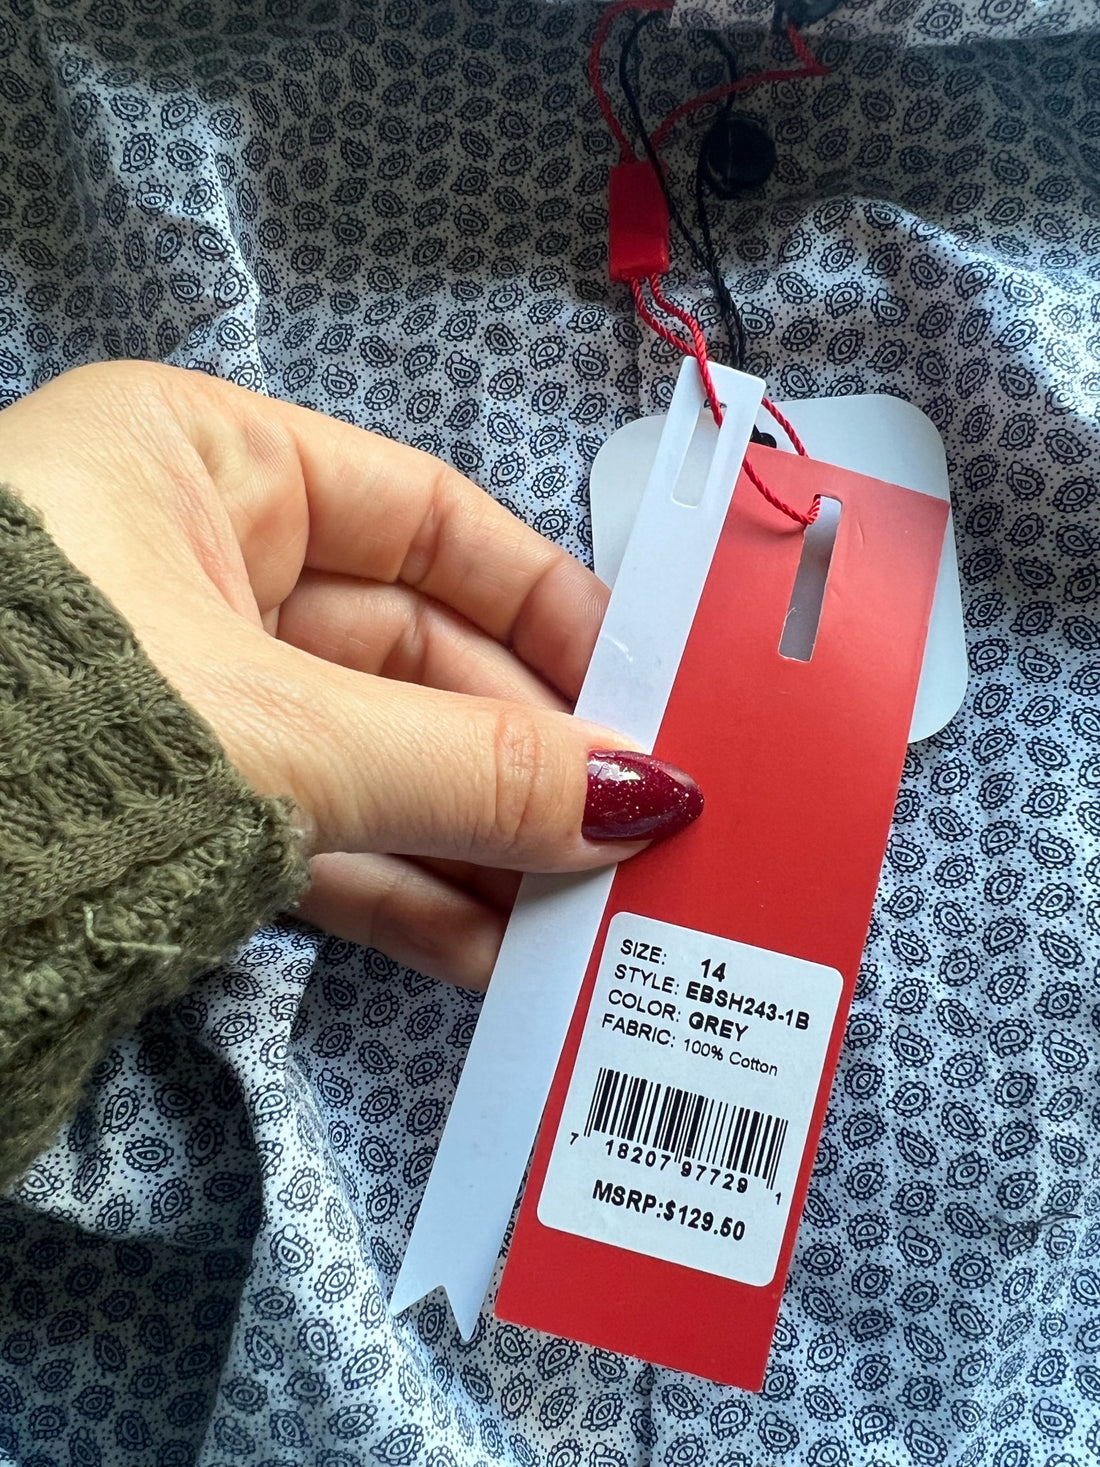 SIZE: 14
STYLE: EBSH243-1B
COLOR: GREY
FABRIC: 100% Cotton
7 18207 97729 1
MSRP:$129.50